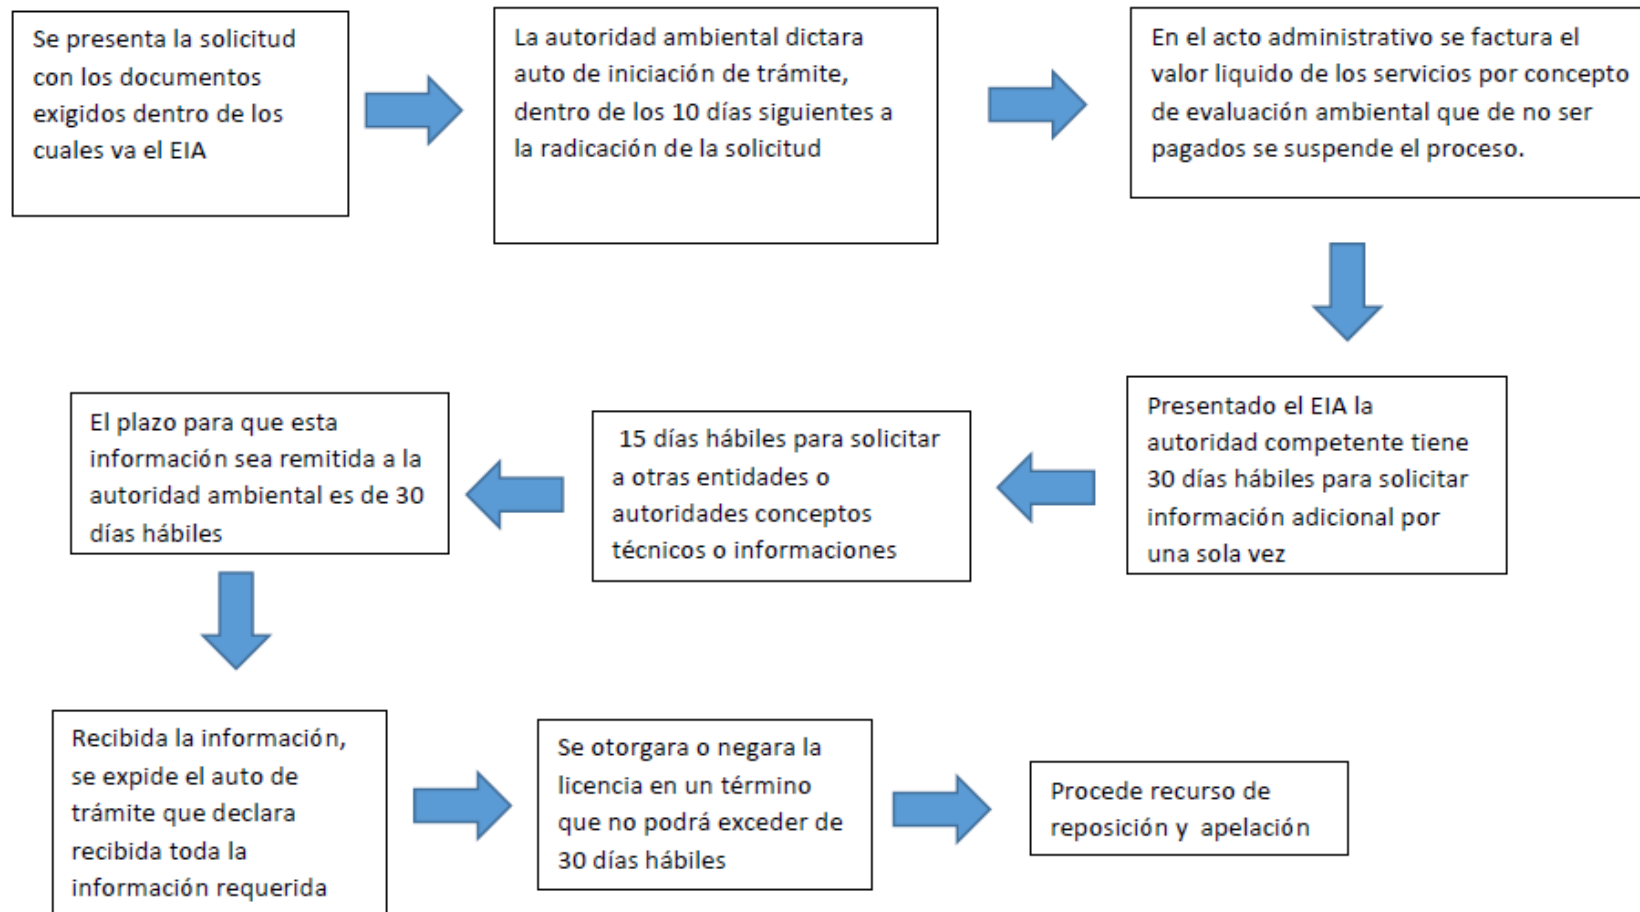 Se presenta la solicitud
con los documentos
exigidos dentro de los
cuales va el EIA
La autoridad ambiental dictara
auto de iniciación de trámite,
dentro de los 10 días siguientes a
la radicación de la solicitud
En el acto administrativo se factura el
valor liquido de los servicios por concepto
de evaluación ambiental que de no ser
pagados se suspende el proceso.
Presentado el EIA la
autoridad competente tiene
30 días hábiles para solicitar
información adicional por
una sola vez
15 días hábiles para solicitar
a otras entidades o
autoridades conceptos
técnicos o informaciones
El plazo para que esta
información sea remitida a la
autoridad ambiental es de 30
días hábiles
Recibida la información,
se expide el auto de
trámite que declara
recibida toda la
información requerida
Se otorgara o negara la
licencia en un término
que no podrá exceder de
30 días hábiles
Procede recurso de
reposición y apelación